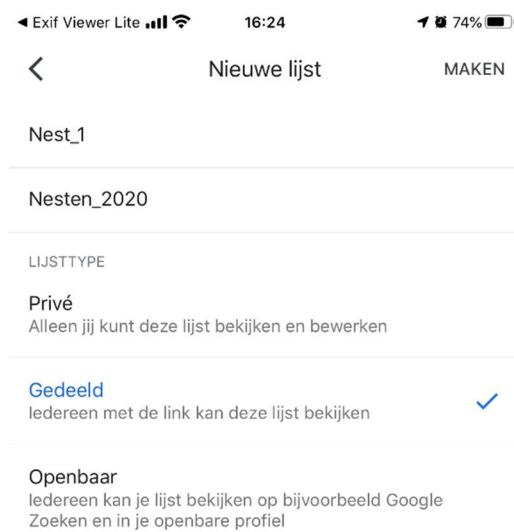 ◀ Exif Viewer Lite 16:24 74%
Nieuwe lijst MAKEN
Nest_1
Nesten_2020
LIJSTTYPE
Privé
Alleen jij kunt deze lijst bekijken en bewerken
Gedeeld
Iedereen met de link kan deze lijst bekijken
Openbaar
Iedereen kan je lijst bekijken op bijvoorbeeld Google
Zoeken en in je openbare profiel